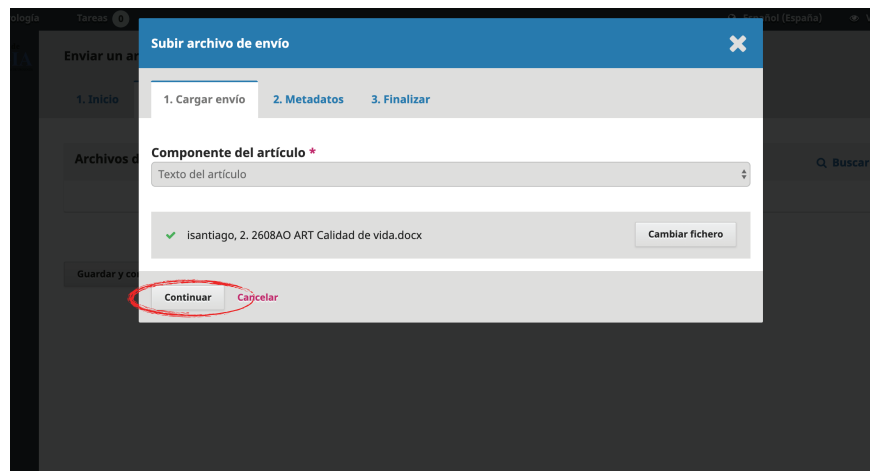 ología Tareas 0 Español (España)
Enviar un ar
1. Inicio
Archivos d
Buscar
Guardar y co
Subir archivo de envío
1. Cargar envío 2. Metadatos 3. Finalizar
Componente del artículo *
Texto del artículo
isantiago, 2. 2608AO ART Calidad de vida.docx Cambiar fichero
Continuar Cancelar